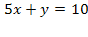 5x + y = 10